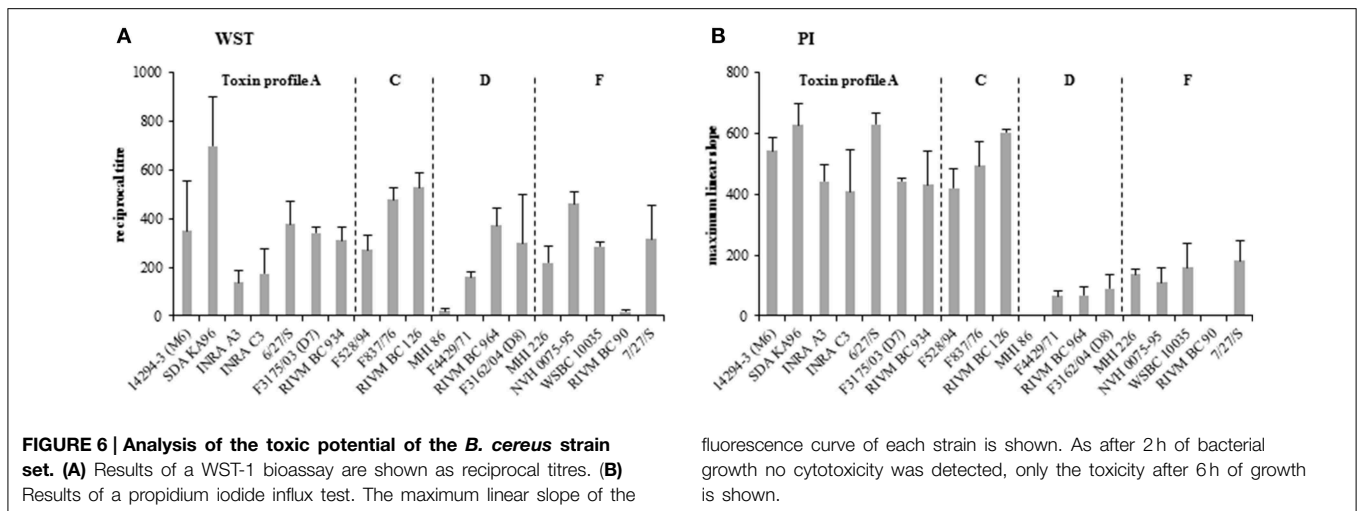 A
WST
reciprocal titre
1000
800
600
400
200
0
Toxin profile A
C
D
F
14294-3 (M6)
SDA KA96
INRA A3
INRA C3
6/27/S
F3175/03 (D7)
RIVM BC 934
F528/94
F837/76
RIVM BC 126
MHI 86
F4429/71
RIVM BC 964
F3162/04 (D8)
MHI 226
NVH 0075-95
WSBC 10035
RIVM BC 90
7/27/S
B
PI
maximum linear slope
800
600
400
200
0
Toxin profile A
C
D
F
14294-3 (M6)
SDA KA96
INRA A3
INRA C3
6/27/S
F3175/03 (D7)
RIVM BC 934
F528/94
F837/76
RIVM BC 126
MHI 86
F4429/71
RIVM BC 964
F3162/04 (D8)
MHI 226
NVH 0075-95
WSBC 10035
RIVM BC 90
7/27/S
FIGURE 6 | Analysis of the toxic potential of the B. cereus strain
set. (A) Results of a WST-1 bioassay are shown as reciprocal titres. (B)
Results of a propidium iodide influx test. The maximum linear slope of the
fluorescence curve of each strain is shown. As after 2 h of bacterial
growth no cytotoxicity was detected, only the toxicity after 6 h of growth
is shown.